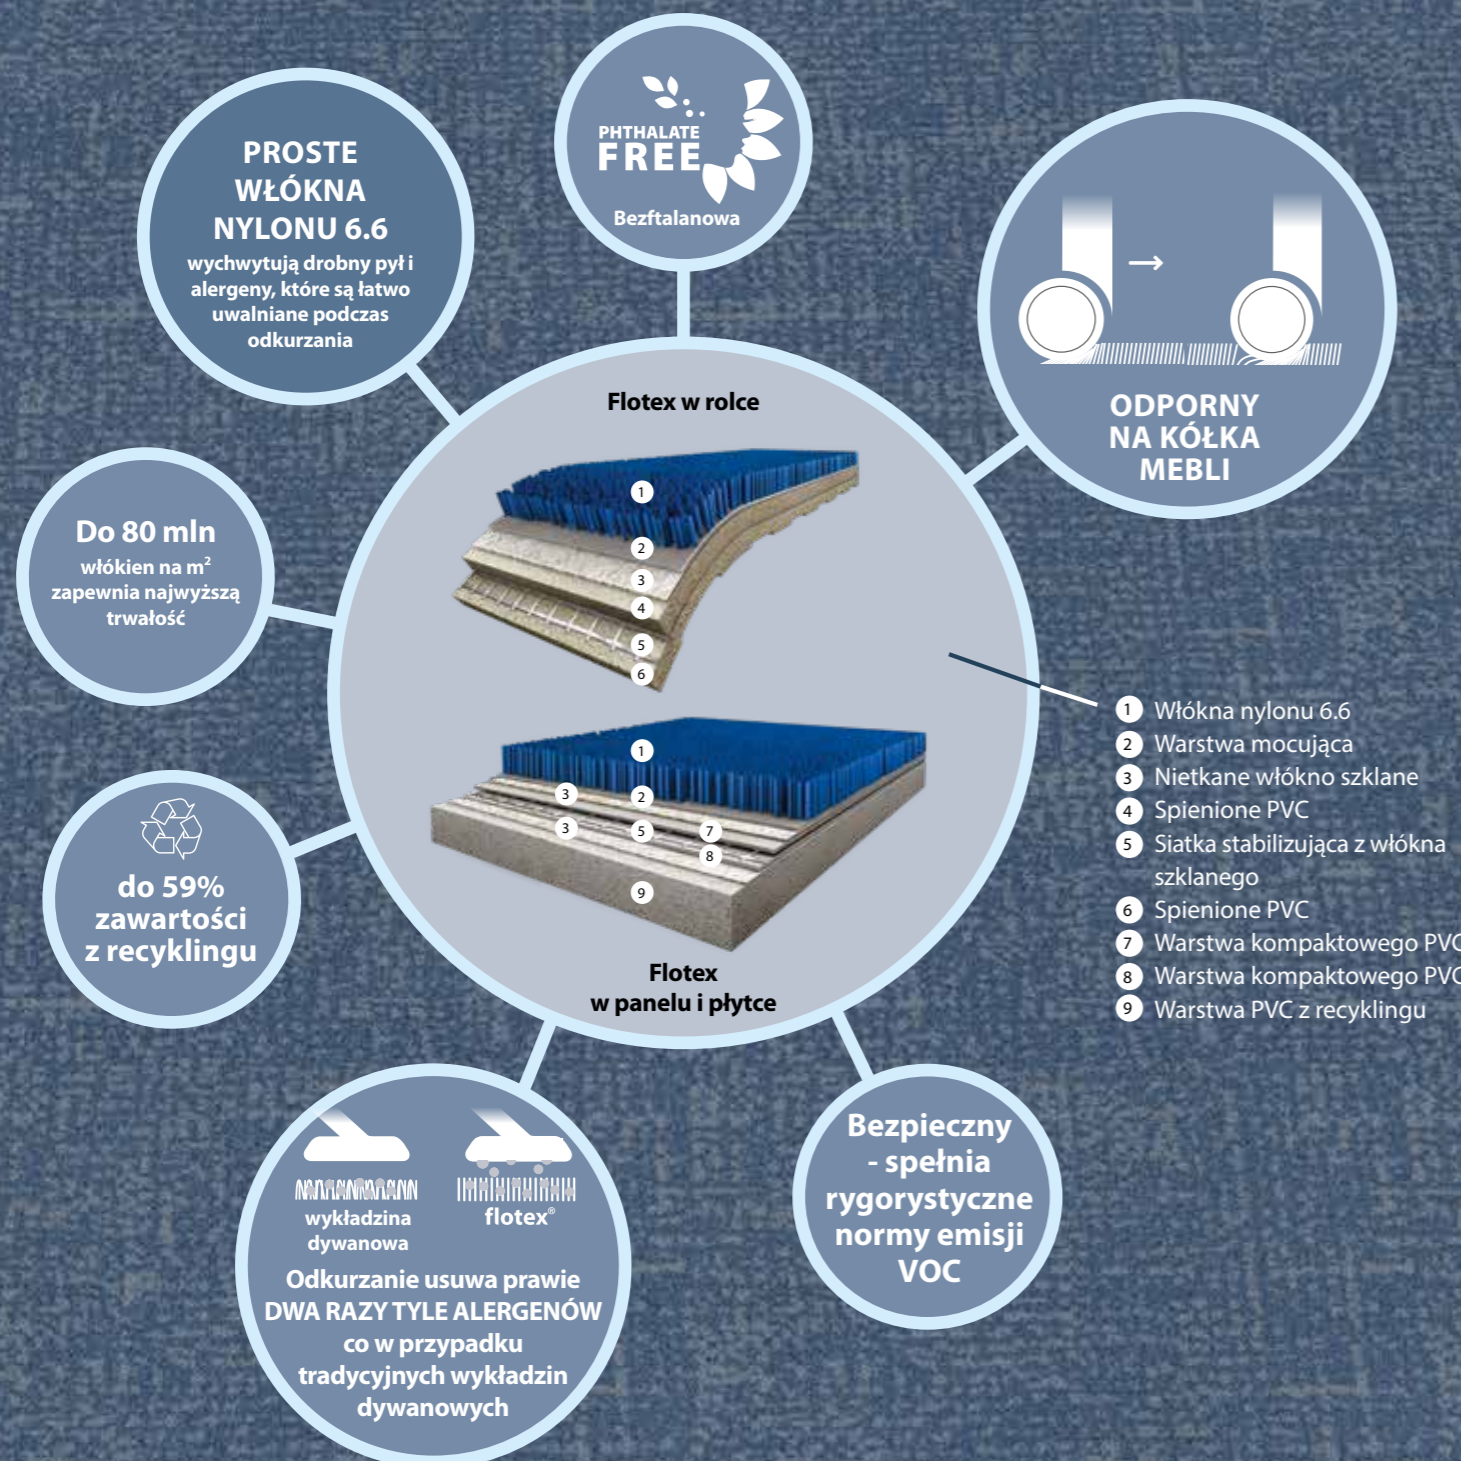 PHTHALATE
FREE
Bezftalanowa
PROSTE
WŁÓKNA
NYLONU 6.6
wychwytują drobny pył i
alergeny, które są łatwo
uwalniane podczas
odkurzania
ODPORNY
NA KÓŁKA
MEBLI
Do 80 mln
włókien na m²
zapewnia najwyższą
trwałość
do 59%
zawartości
z recyklingu
Flotex w rolce
1
2
3
4
5
6
1
3
2
3
5
7
8
9
Flotex
w panelu i płytce
1 Włókna nylonu 6.6
2 Warstwa mocująca
3 Nietkane włókno szklane
4 Spienione PVC
5 Siatka stabilizująca z włókna
szklanego
6 Spienione PVC
7 Warstwa kompaktowego PVC
8 Warstwa kompaktowego PVC
9 Warstwa PVC z recyklingu
wykładzina
dywanowa
flotex®
Odkurzanie usuwa prawie
DWA RAZY TYLE ALERGENÓW
co w przypadku
tradycyjnych wykładzin
dywanowych
Bezpieczny
- spełnia
rygorystyczne
normy emisji
VOC